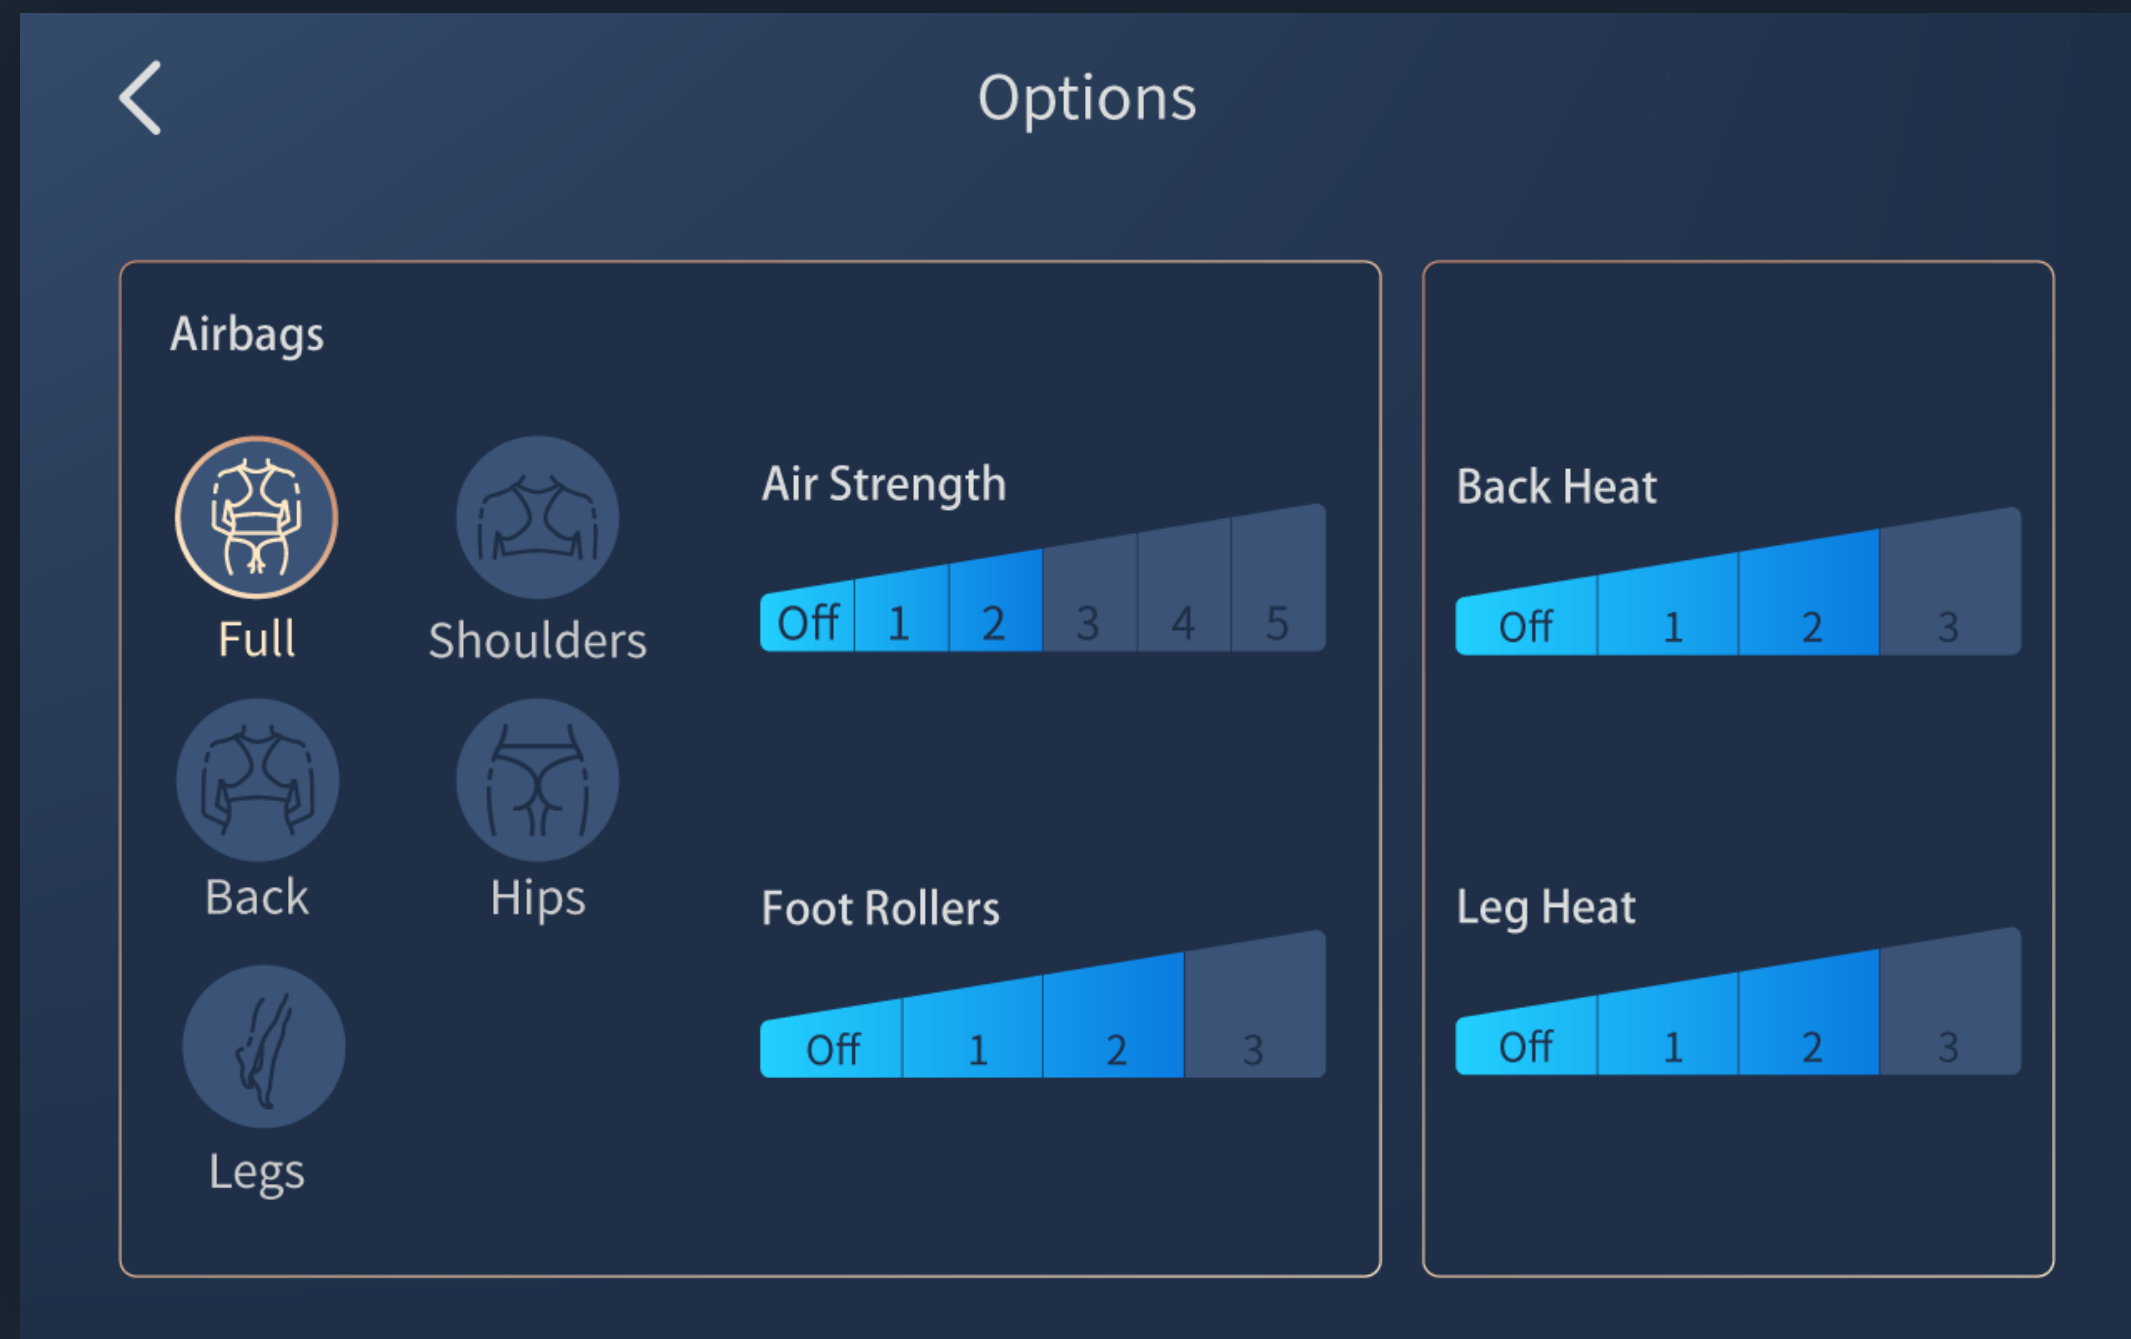 Options
Airbags
Full
Shoulders
Back
Hips
Legs
Air Strength
Off 1 2 3 4 5
Foot Rollers
Off 1 2 3
Back Heat
Off 1 2 3
Leg Heat
Off 1 2 3